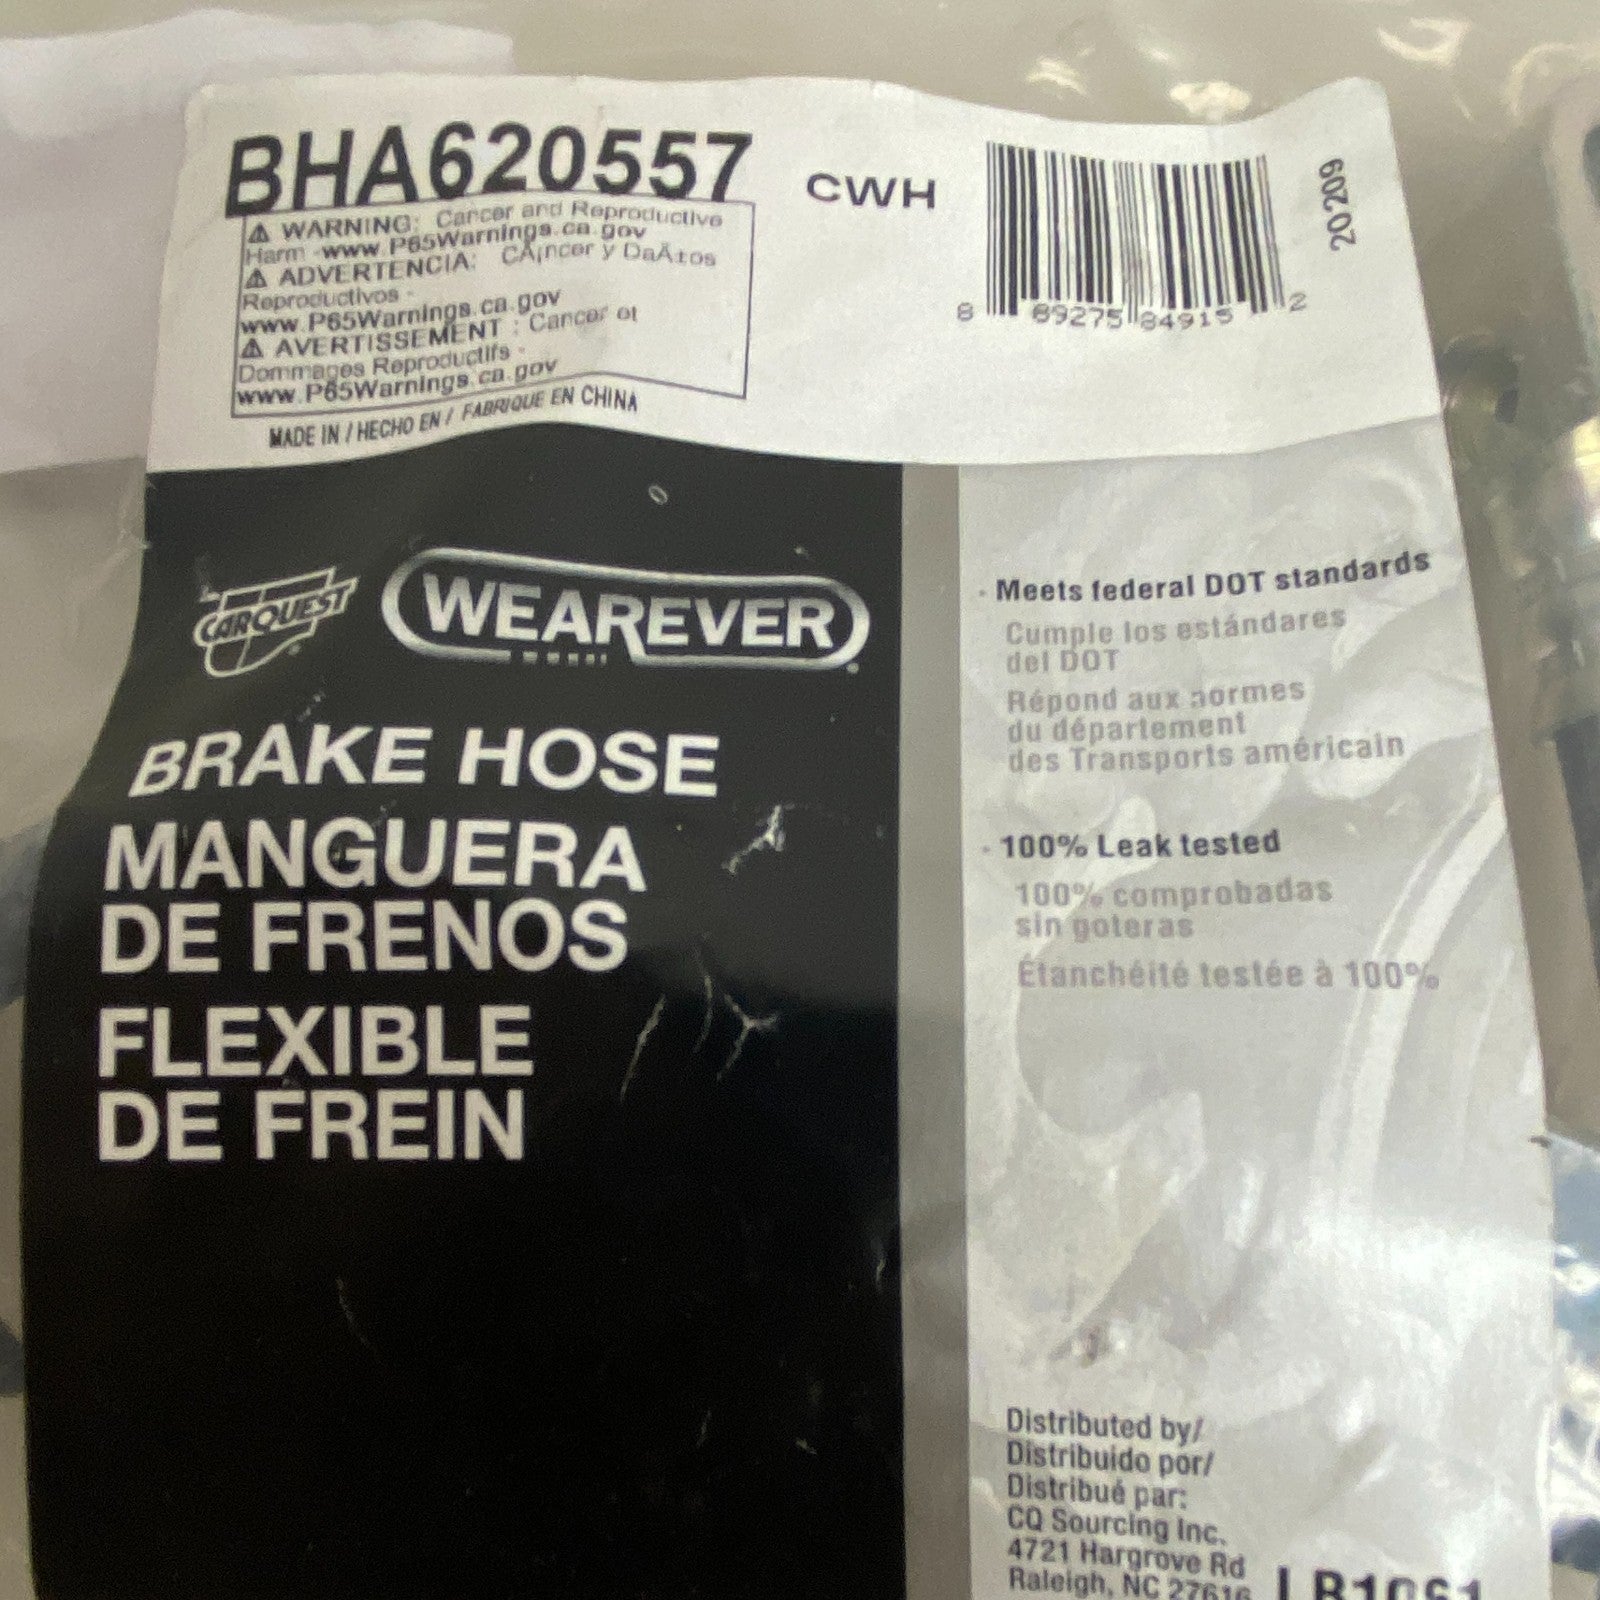 BHA620557
CWH
20.209
8 89275 84915 2
⚠ WARNING: Cancer and Reproductive
Harm -www.P65Warnings.ca.gov
⚠ ADVERTENCIA: CÃ¡ncer y DaÃ±os
Reproductivos -
www.P65Warnings.ca.gov
⚠ AVERTISSEMENT : Cancer et
Dommages Reproductifs -
www.P65Warnings.ca.gov
MADE IN / HECHO EN / FABRIQUE EN CHINA
CARQUEST
WEAREVER
BRAKE HOSE
MANGUERA
DE FRENOS
FLEXIBLE
DE FREIN
· Meets federal DOT standards
Cumple los estándares
del DOT
Répond aux normes
du département
des Transports américain
· 100% Leak tested
100% comprobadas
sin goteras
Étanchéité testée à 100%
Distributed by/
Distribuido por/
Distribué par:
CQ Sourcing Inc.
4721 Hargrove Rd
Raleigh, NC 27616